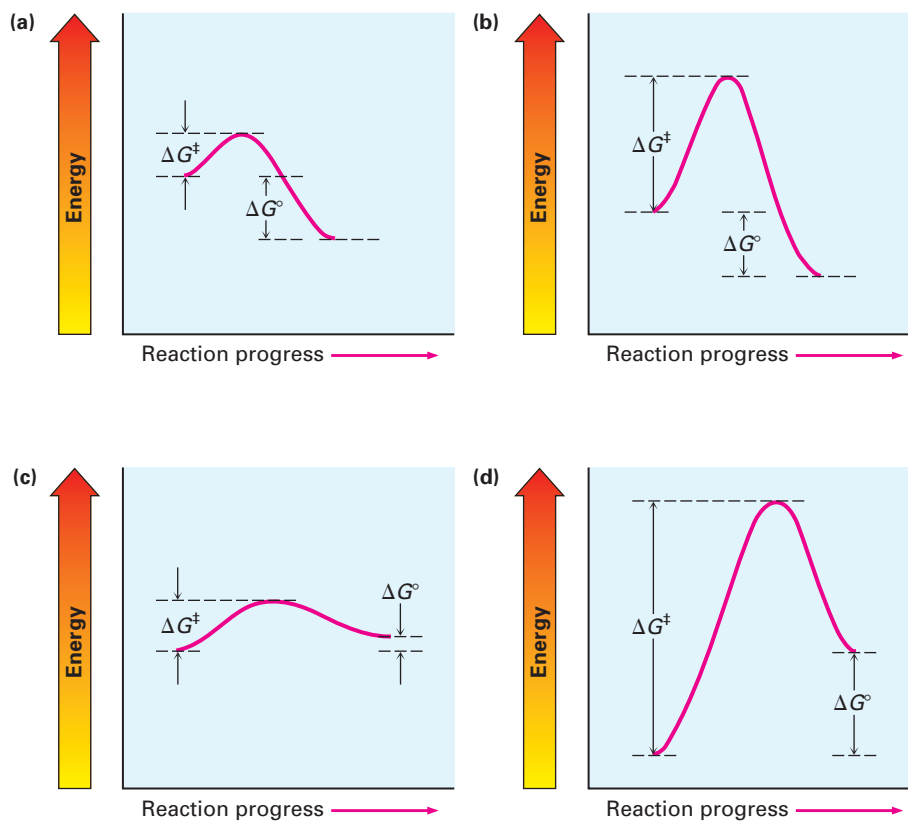 (a)
Energy
ΔG‡
ΔG°
Reaction progress
(b)
Energy
ΔG‡
ΔG°
Reaction progress
(c)
Energy
ΔG‡
ΔG°
Reaction progress
(d)
Energy
ΔG‡
ΔG°
Reaction progress